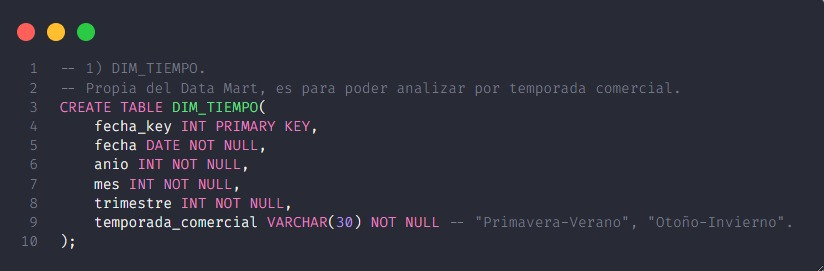 1 -- 1) DIM_TIEMPO.
2 -- Propia del Data Mart, es para poder analizar por temporada comercial.
3 CREATE TABLE DIM_TIEMPO(
4     fecha_key INT PRIMARY KEY,
5     fecha DATE NOT NULL,
6     anio INT NOT NULL,
7     mes INT NOT NULL,
8     trimestre INT NOT NULL,
9     temporada_comercial VARCHAR(30) NOT NULL -- "Primavera-Verano", "Otoño-Invierno".
10 );